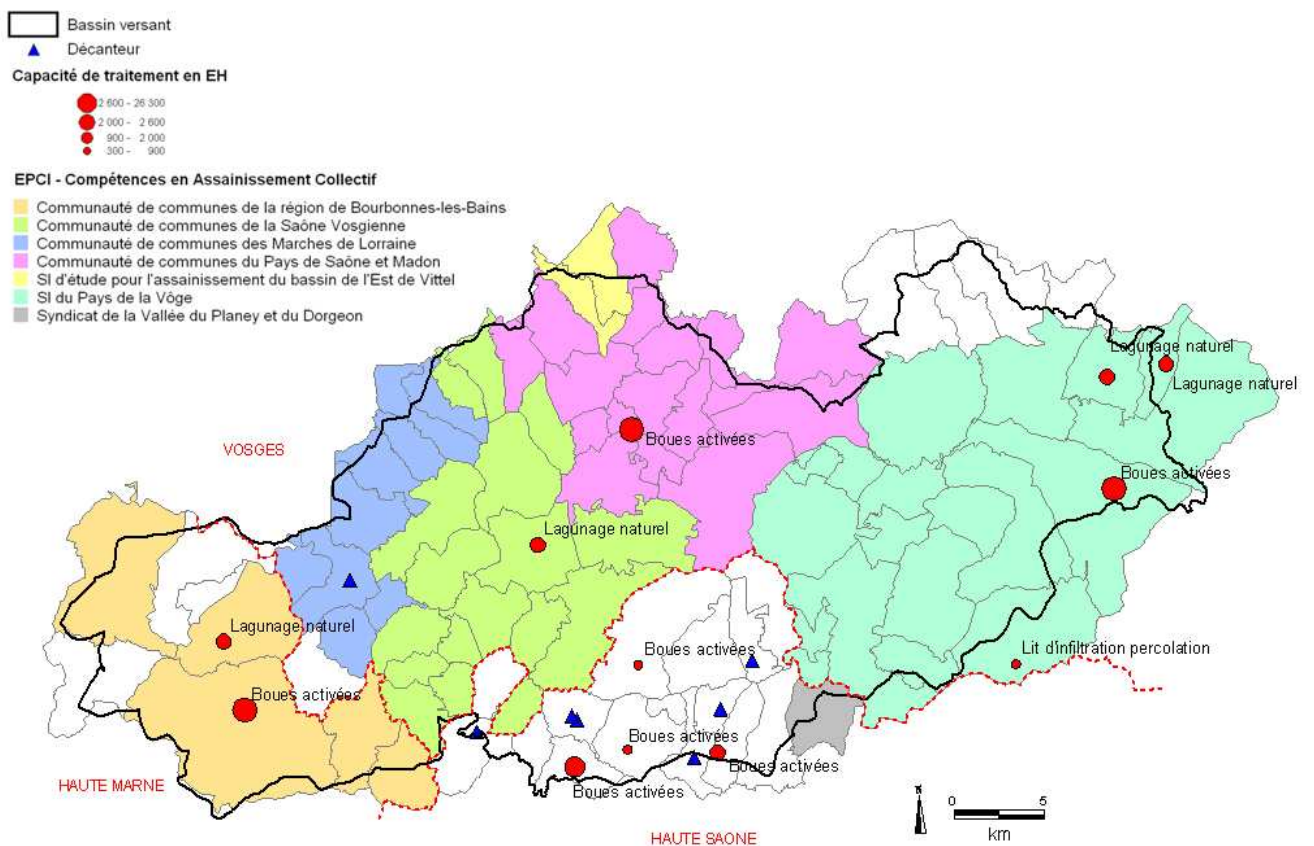 Bassin versant
Décanteur
Capacité de traitement en EH
2 600 - 26 300
2 000 - 2 600
900 - 2 000
300 - 900
EPCI - Compétences en Assainissement Collectif
Communauté de communes de la région de Bourbonnes-les-Bains
Communauté de communes de la Saône Vosgienne
Communauté de communes des Marches de Lorraine
Communauté de communes du Pays de Saône et Madon
SI d'étude pour l'assainissement du bassin de l'Est de Vittel
SI du Pays de la Vôge
Syndicat de la Vallée du Planey et du Dorgeon
Lagunage naturel
Lagunage naturel
VOSGES
Boues activées
Boues activées
Lagunage naturel
Lagunage naturel
Boues activées
Lit d'infiltration percolation
Boues activées
Boues activées
Boues activées
Boues activées
HAUTE MARNE
HAUTE SAONE
N
0 5
km